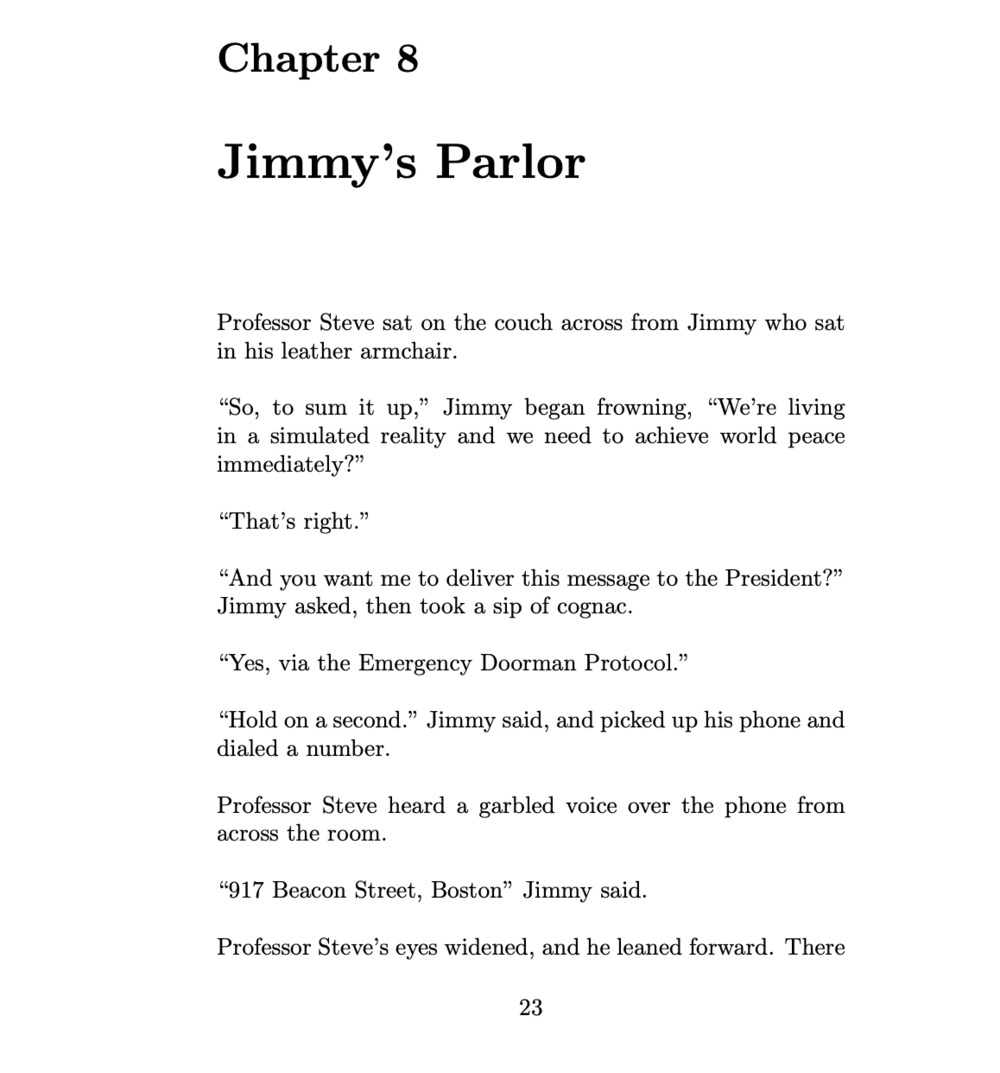 Chapter 8
Jimmy’s Parlor
Professor Steve sat on the couch across from Jimmy who sat
in his leather armchair.
“So, to sum it up,” Jimmy began frowning, “We’re living
in a simulated reality and we need to achieve world peace
immediately?”
“That’s right.”
“And you want me to deliver this message to the President?”
Jimmy asked, then took a sip of cognac.
“Yes, via the Emergency Doorman Protocol.”
“Hold on a second.” Jimmy said, and picked up his phone and
dialed a number.
Professor Steve heard a garbled voice over the phone from
across the room.
“917 Beacon Street, Boston” Jimmy said.
Professor Steve’s eyes widened, and he leaned forward. There
23